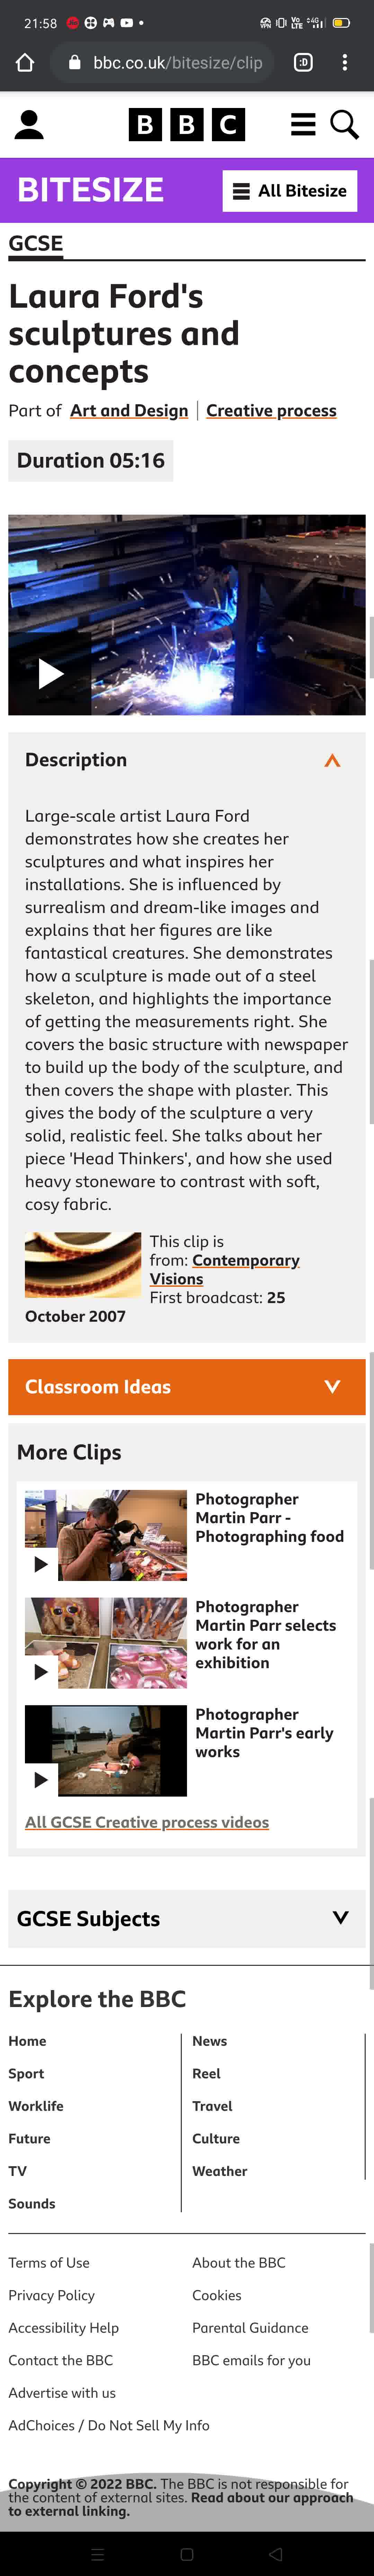 21:58
bbc.co.uk/bitesize/clip
:D
BBC
BITESIZE
All Bitesize
GCSE
Laura Ford's
sculptures and
concepts
Part of Art and Design | Creative process
Duration 05:16
Description
Large-scale artist Laura Ford
demonstrates how she creates her
sculptures and what inspires her
installations. She is influenced by
surrealism and dream-like images and
explains that her figures are like
fantastical creatures. She demonstrates
how a sculpture is made out of a steel
skeleton, and highlights the importance
of getting the measurements right. She
covers the basic structure with newspaper
to build up the body of the sculpture, and
then covers the shape with plaster. This
gives the body of the sculpture a very
solid, realistic feel. She talks about her
piece 'Head Thinkers', and how she used
heavy stoneware to contrast with soft,
cosy fabric.
This clip is
from: Contemporary
Visions
First broadcast: 25
October 2007
Classroom Ideas
More Clips
Photographer
Martin Parr -
Photographing food
Photographer
Martin Parr selects
work for an
exhibition
Photographer
Martin Parr's early
works
All GCSE Creative process videos
GCSE Subjects
Explore the BBC
Home
News
Sport
Reel
Worklife
Travel
Future
Culture
TV
Weather
Sounds
Terms of Use
About the BBC
Privacy Policy
Cookies
Accessibility Help
Parental Guidance
Contact the BBC
BBC emails for you
Advertise with us
AdChoices / Do Not Sell My Info
Copyright © 2022 BBC. The BBC is not responsible for
the content of external sites. Read about our approach
to external linking.